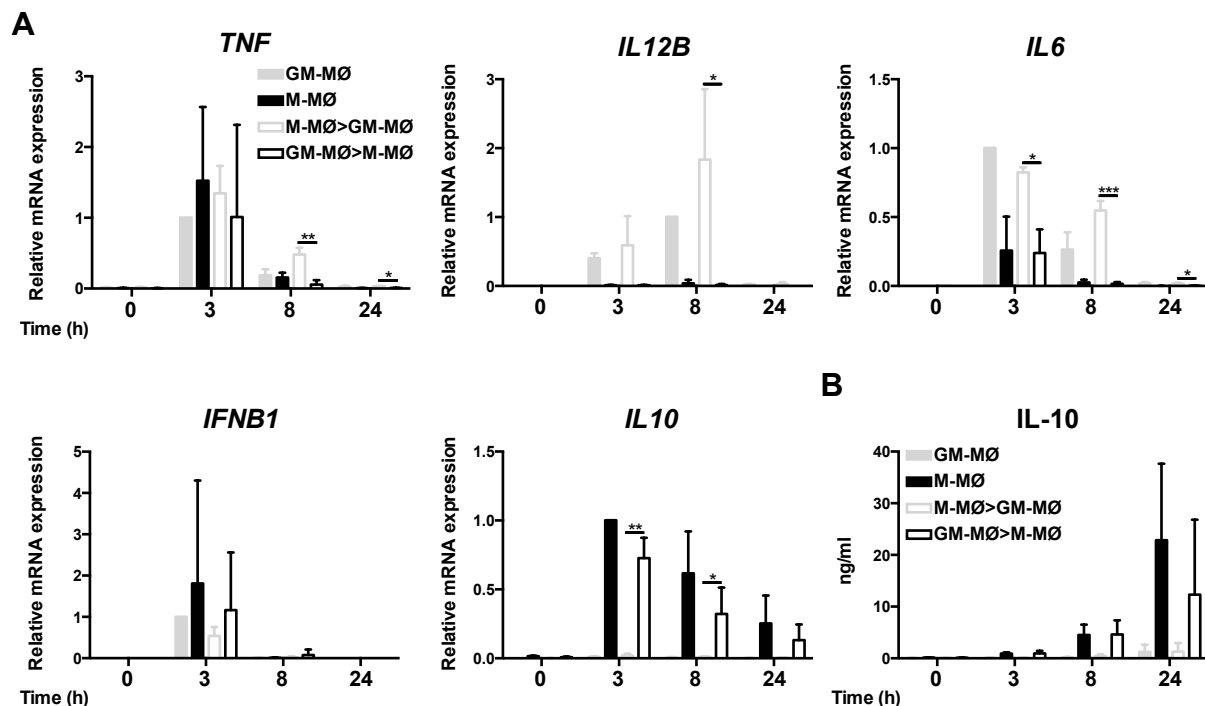 A
TNF
Relative mRNA expression
3
2
1
0
GM-MØ
M-MØ
M-MØ>GM-MØ
GM-MØ>M-MØ
**
*
0 3 8 24
Time (h)
IL12B
Relative mRNA expression
3
2
1
0
*
0 3 8 24
IL6
Relative mRNA expression
1.5
1.0
0.5
0.0
*
***
*
0 3 8 24
IFNB1
Relative mRNA expression
5
4
3
2
1
0
0 3 8 24
Time (h)
IL10
Relative mRNA expression
1.5
1.0
0.5
0.0
**
*
0 3 8 24
B
IL-10
ng/ml
40
30
20
10
0
GM-MØ
M-MØ
M-MØ>GM-MØ
GM-MØ>M-MØ
0 3 8 24
Time (h)